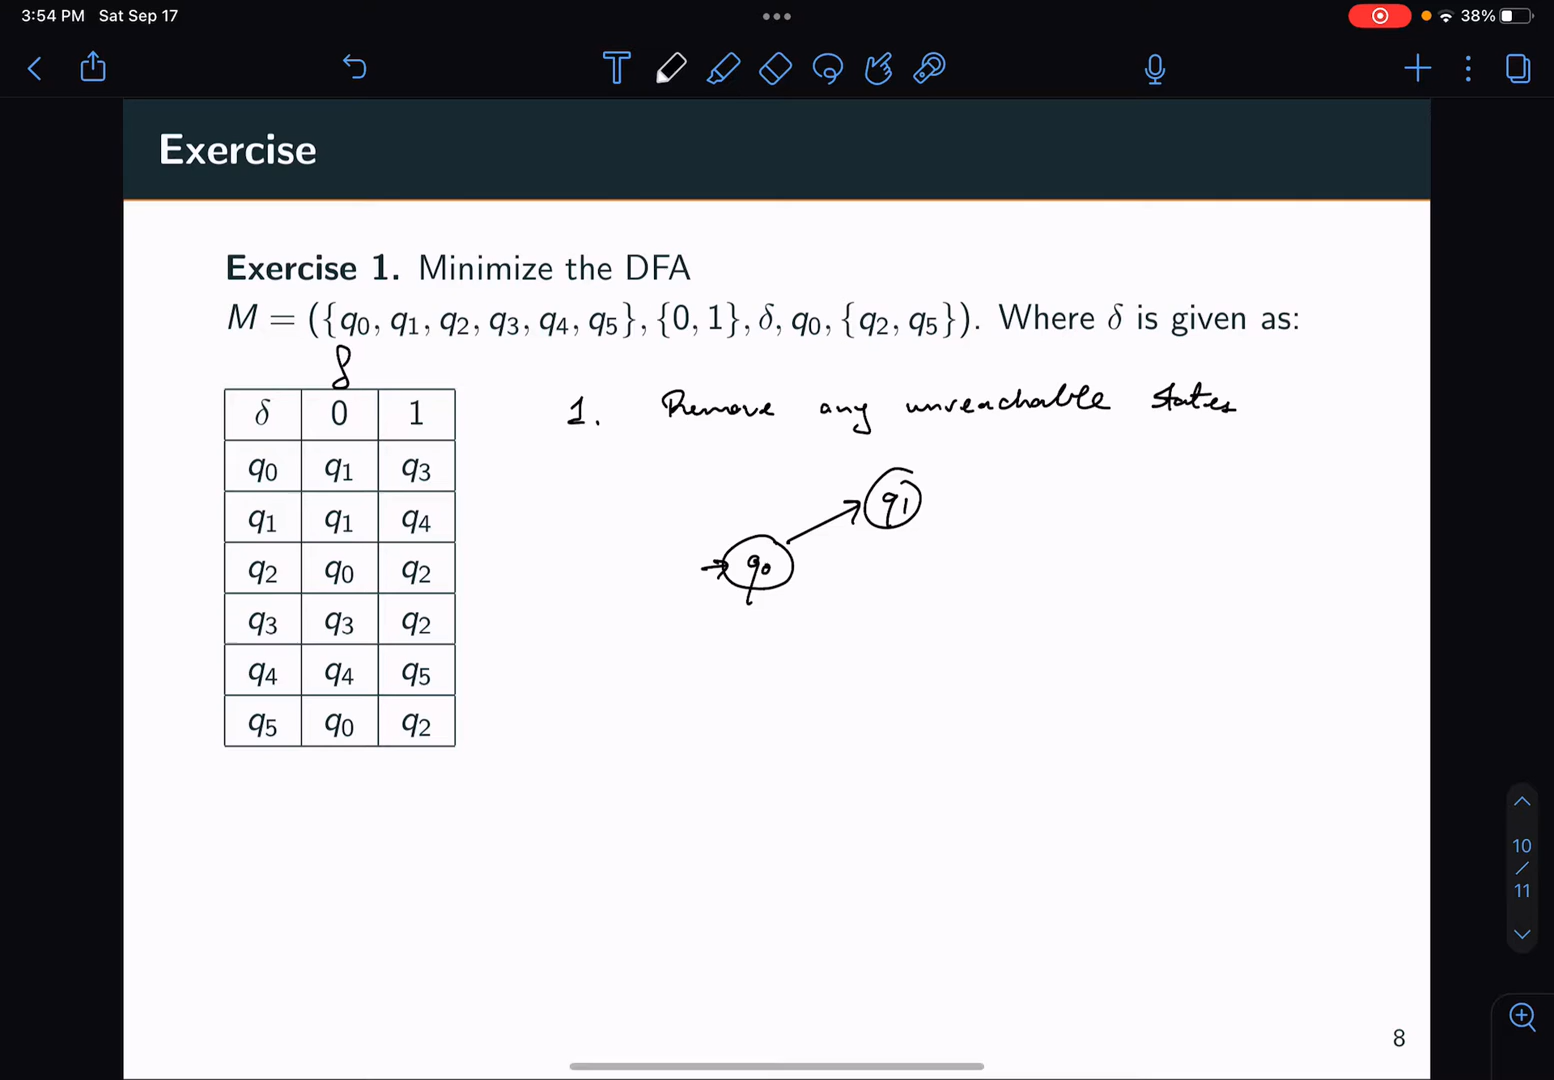 3:54 PM Sat Sep 17
38%
Exercise
Exercise 1. Minimize the DFA
M = ({q₀, q₁, q₂, q₃, q₄, q₅}, {0, 1}, δ, q₀, {q₂, q₅}). Where δ is given as:
δ
δ 0 1
q₀ q₁ q₃
q₁ q₁ q₄
q₂ q₀ q₂
q₃ q₃ q₂
q₄ q₄ q₅
q₅ q₀ q₂
1. Remove any unreachable states
q₁
q₀
10
/
11
8